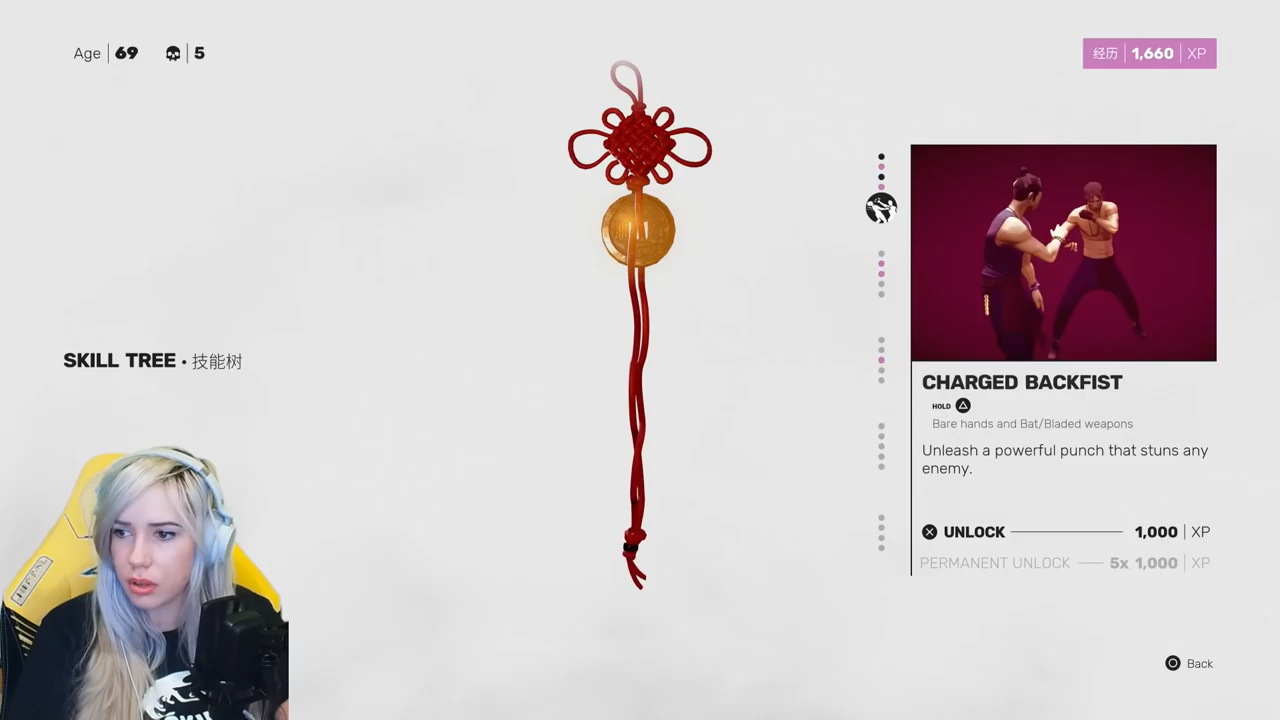 Age 69 5
经历 1,660 XP
SKILL TREE • 技能树
CHARGED BACKFIST
HOLD
Bare hands and Bat/Bladed weapons
Unleash a powerful punch that stuns any
enemy.
UNLOCK 1,000 XP
PERMANENT UNLOCK 5x 1,000 XP
Back